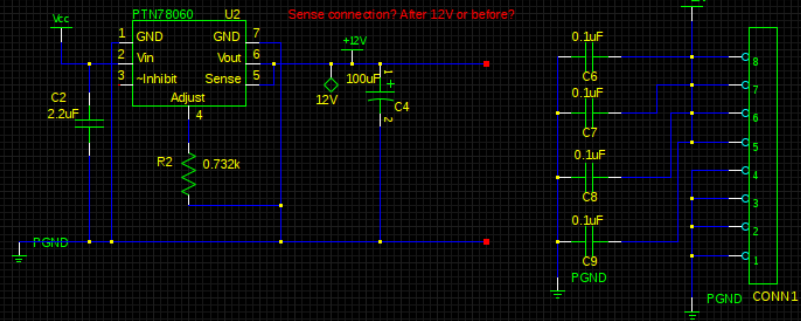 PTN78060 U2
Sense connection? After 12V or before?
Vcc
1 GND GND 7
2 Vin Vout 6
3 ~Inhibit Sense 5
Adjust
4
+12V
12V
100uF
1
+
C4
2
C2
2.2uF
R2 0.732k
PGND
0.1uF
C6
0.1uF
C7
0.1uF
C8
0.1uF
C9
PGND
8
7
6
5
4
3
2
1
PGND
CONN1